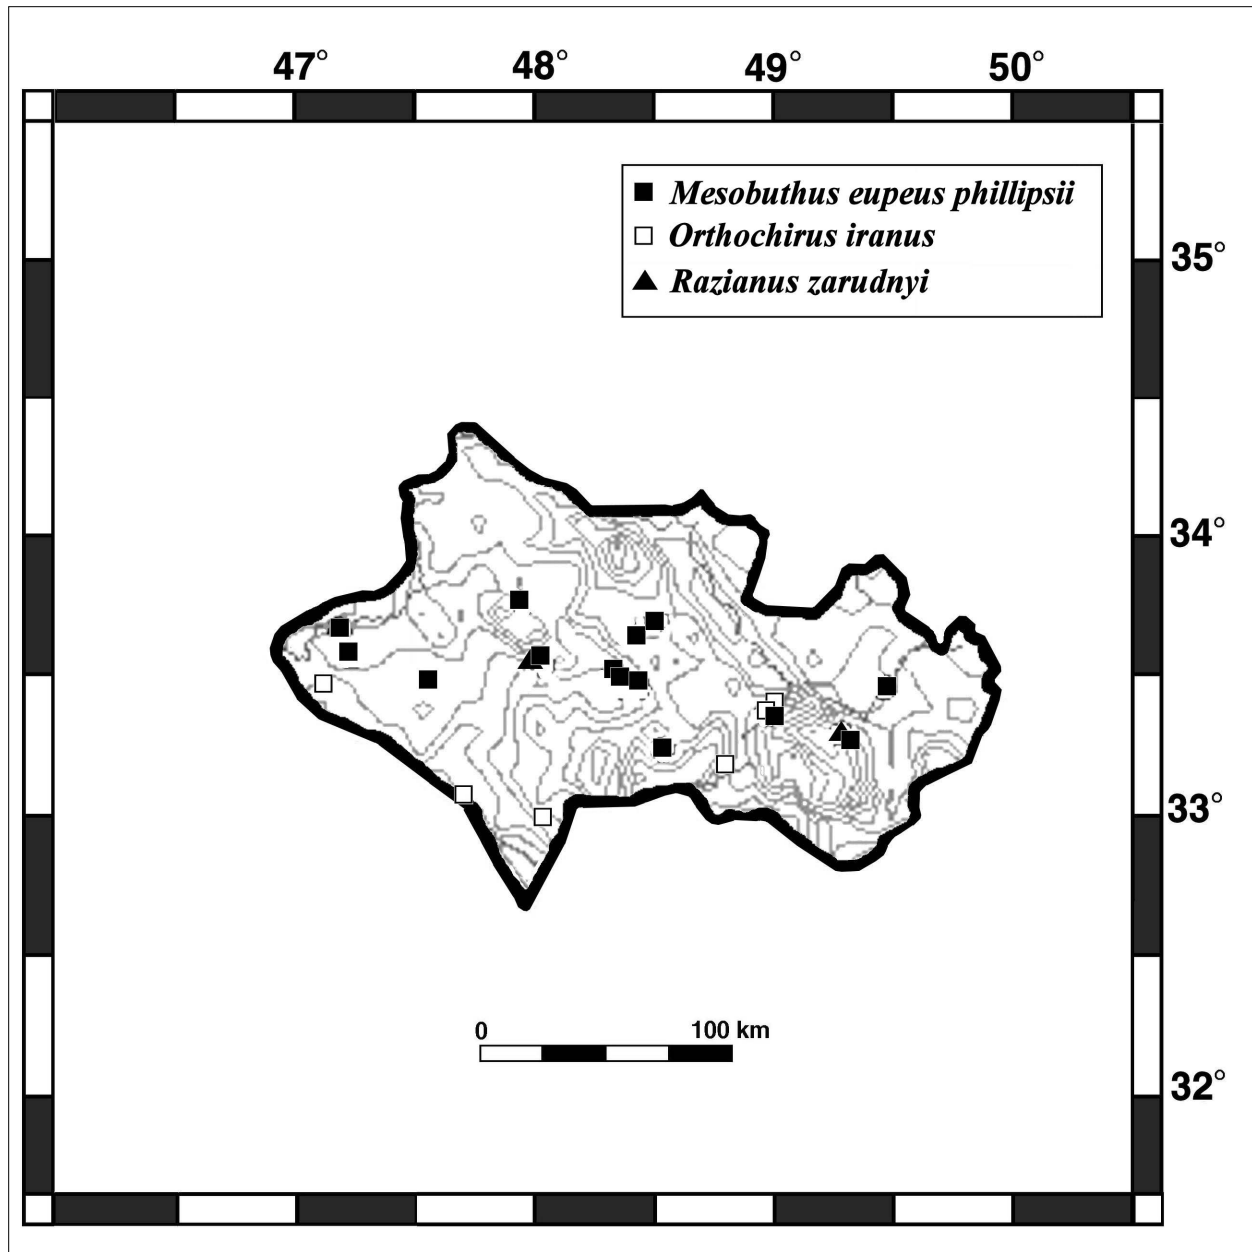 47° 48° 49° 50°
Mesobuthus eupeus phillipsii
Orthochirus iranus
Razianus zarudnyi
35°
34°
33°
0 100 km
32°